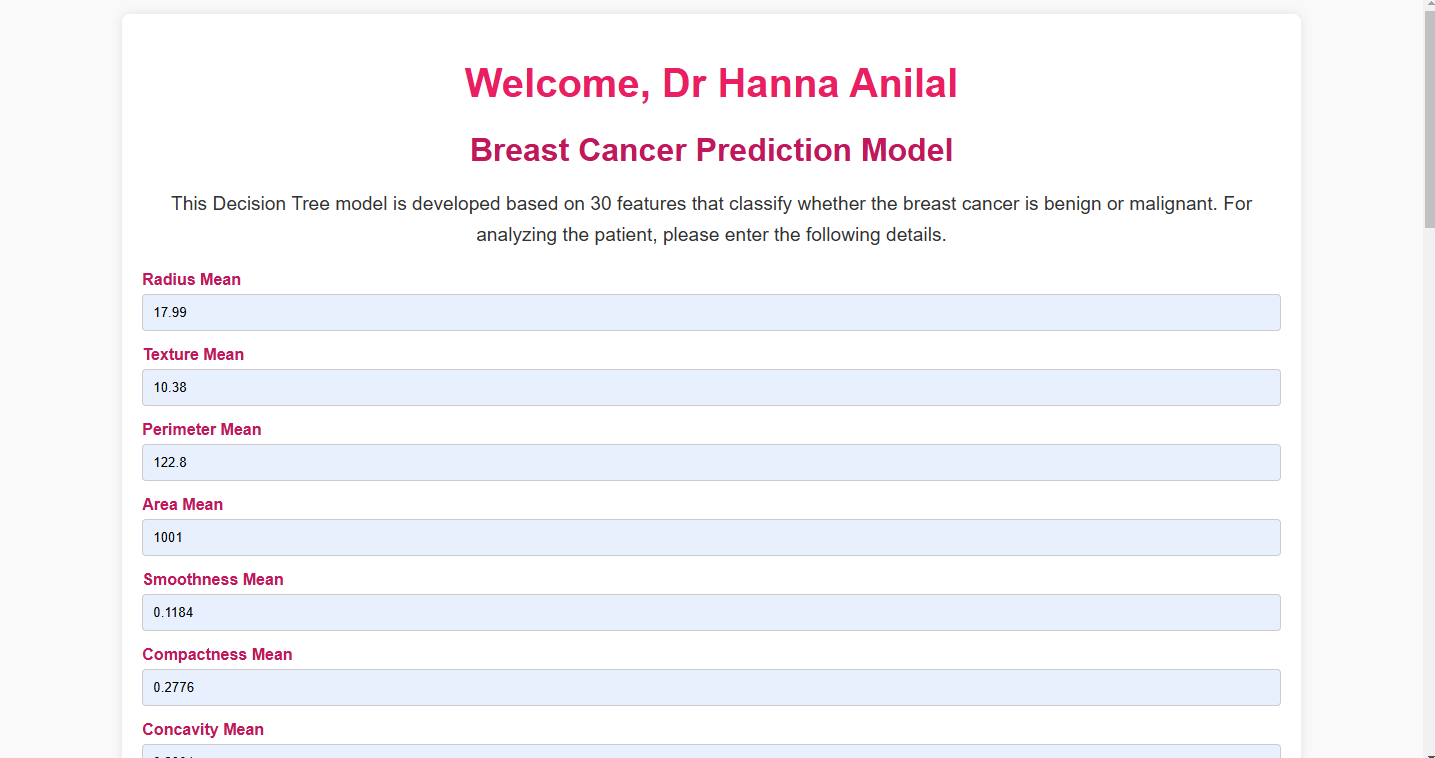 Welcome, Dr Hanna Anilal
Breast Cancer Prediction Model
This Decision Tree model is developed based on 30 features that classify whether the breast cancer is benign or malignant. For
analyzing the patient, please enter the following details.
Radius Mean
17.99
Texture Mean
10.38
Perimeter Mean
122.8
Area Mean
1001
Smoothness Mean
0.1184
Compactness Mean
0.2776
Concavity Mean